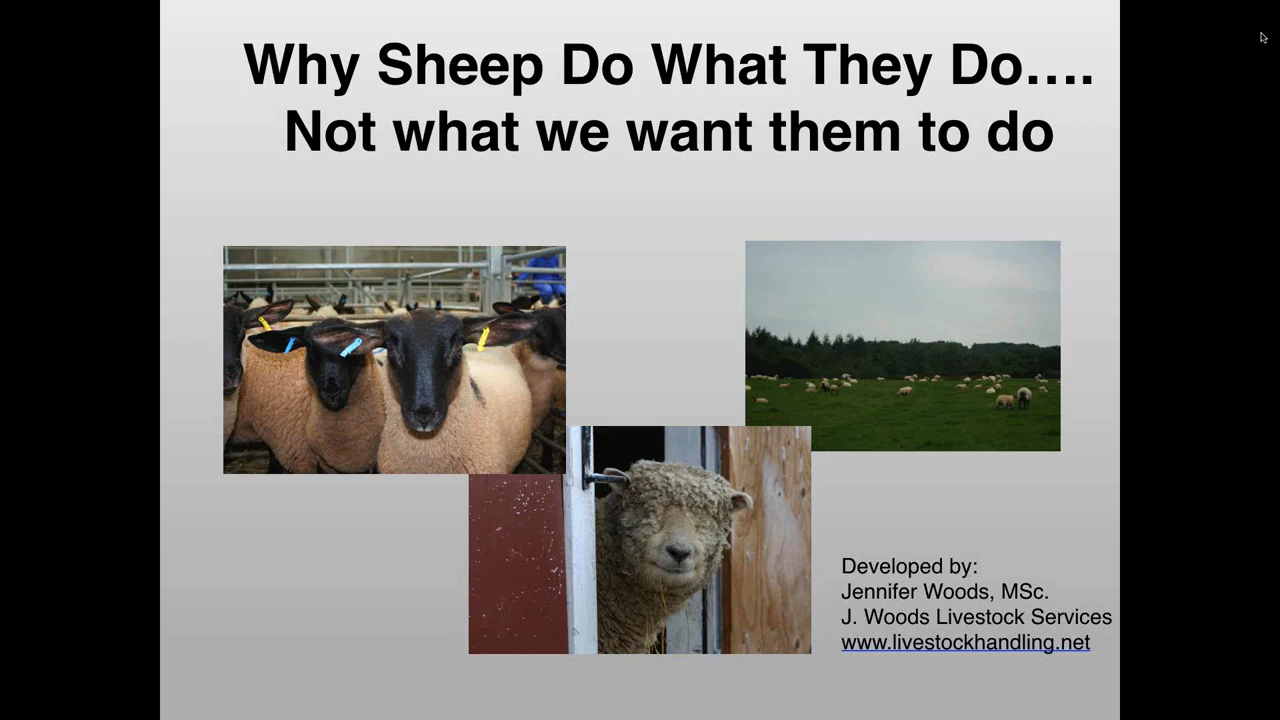 Why Sheep Do What They Do....
Not what we want them to do
Developed by:
Jennifer Woods, MSc.
J. Woods Livestock Services
www.livestockhandling.net